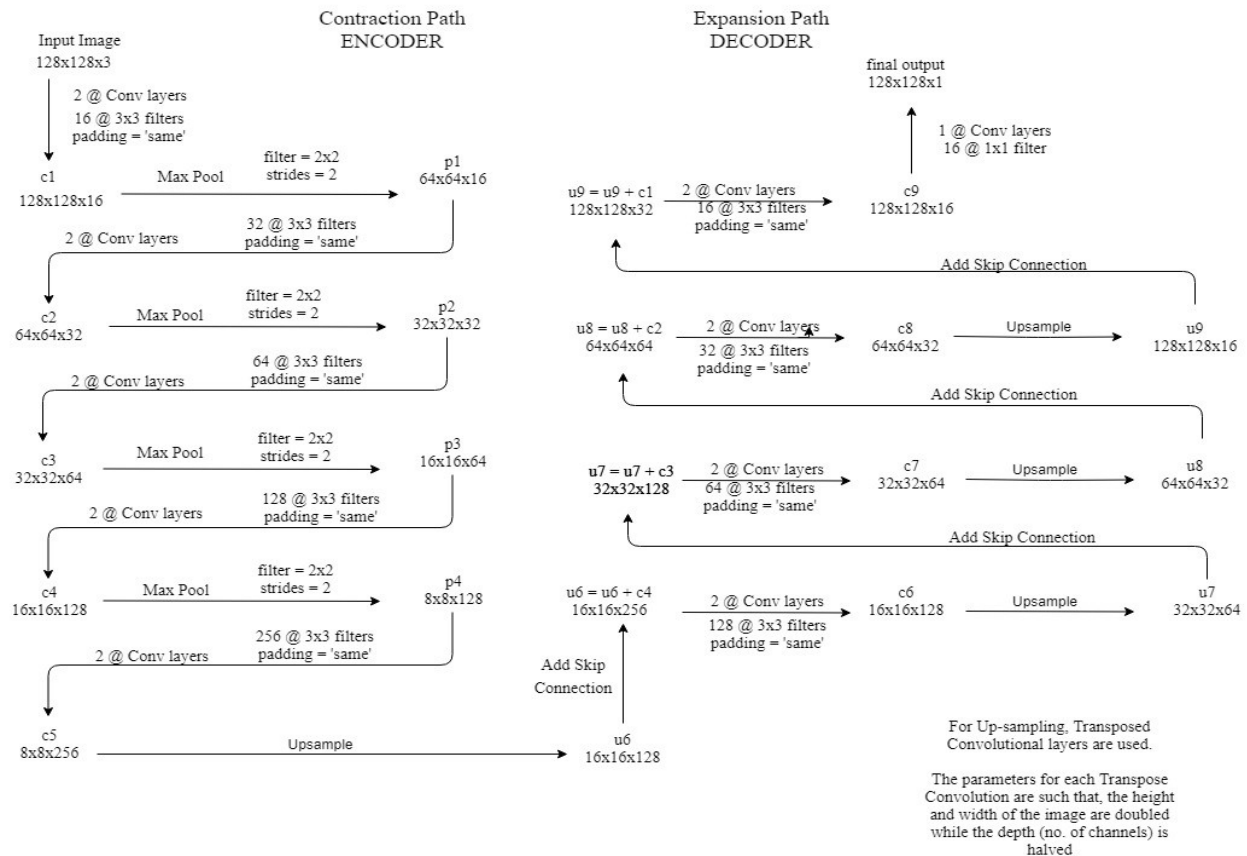 Contraction Path
ENCODER
Input Image
128x128x3
2 @ Conv layers
16 @ 3x3 filters
padding = 'same'
c1
128x128x16
Max Pool
filter = 2x2
strides = 2
p1
64x64x16
2 @ Conv layers
32 @ 3x3 filters
padding = 'same'
c2
64x64x32
Max Pool
filter = 2x2
strides = 2
p2
32x32x32
2 @ Conv layers
64 @ 3x3 filters
padding = 'same'
c3
32x32x64
Max Pool
filter = 2x2
strides = 2
p3
16x16x64
2 @ Conv layers
128 @ 3x3 filters
padding = 'same'
c4
16x16x128
Max Pool
filter = 2x2
strides = 2
p4
8x8x128
2 @ Conv layers
256 @ 3x3 filters
padding = 'same'
c5
8x8x256
Upsample
u6
16x16x128
Add Skip
Connection
Expansion Path
DECODER
final output
128x128x1
1 @ Conv layers
16 @ 1x1 filter
u9 = u9 + c1
128x128x32
2 @ Conv layers
16 @ 3x3 filters
padding = 'same'
c9
128x128x16
Add Skip Connection
u8 = u8 + c2
64x64x64
2 @ Conv layers
32 @ 3x3 filters
padding = 'same'
c8
64x64x32
Upsample
u9
128x128x16
Add Skip Connection
u7 = u7 + c3
32x32x128
2 @ Conv layers
64 @ 3x3 filters
padding = 'same'
c7
32x32x64
Upsample
u8
64x64x32
Add Skip Connection
u6 = u6 + c4
16x16x256
2 @ Conv layers
128 @ 3x3 filters
padding = 'same'
c6
16x16x128
Upsample
u7
32x32x64
For Up-sampling, Transposed
Convolutional layers are used.
The parameters for each Transpose
Convolution are such that, the height
and width of the image are doubled
while the depth (no. of channels) is
halved